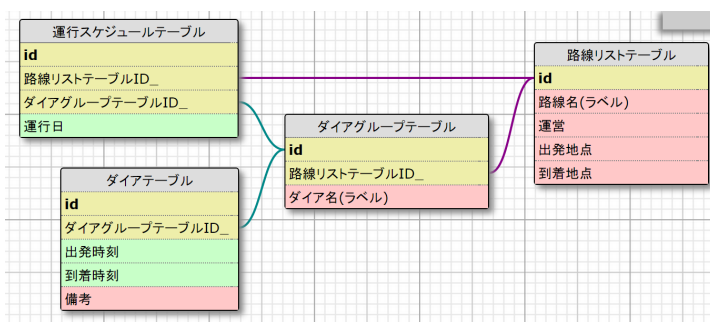 運行スケジュールテーブル
id
路線リストテーブルID_
ダイアグループテーブルID_
運行日
路線リストテーブル
id
路線名(ラベル)
運営
出発地点
到着地点
ダイアグループテーブル
id
路線リストテーブルID_
ダイア名(ラベル)
ダイアテーブル
id
ダイアグループテーブルID_
出発時刻
到着時刻
備考